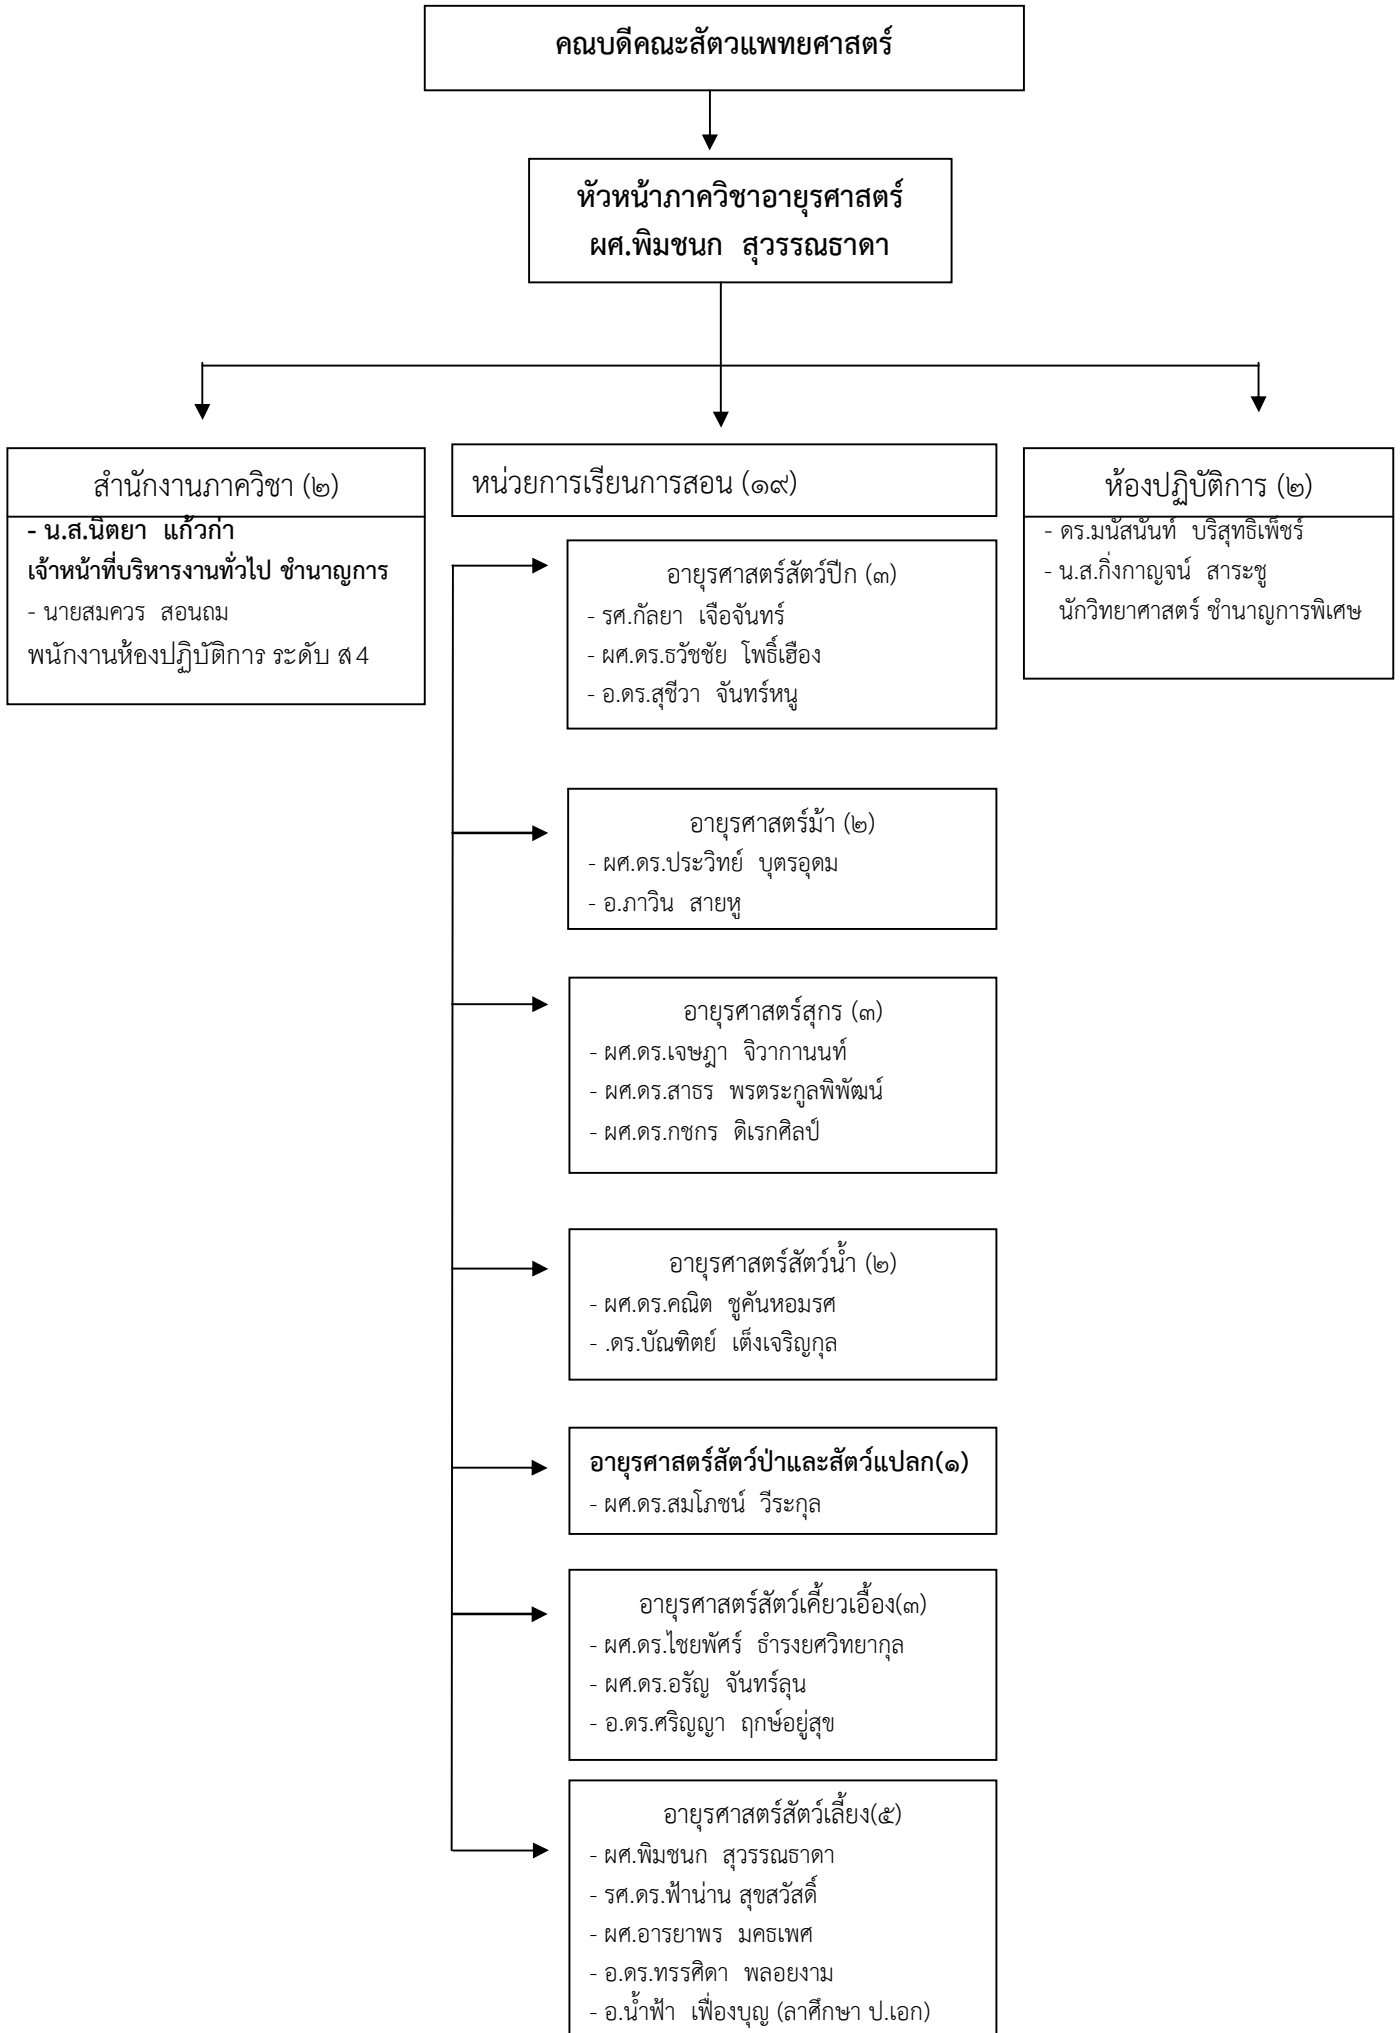 คณบดีคณะสัตวแพทยศาสตร์
หัวหน้าภาควิชาอายุรศาสตร์
ผศ.พิมชนก สุวรรณธาดา
สำนักงานภาควิชา (๒)
- น.ส.นิตยา แก้วก่า
เจ้าหน้าที่บริหารงานทั่วไป ชำนาญการ
- นายสมควร สอนถม
พนักงานห้องปฏิบัติการ ระดับ ส 4
หน่วยการเรียนการสอน (๑๙)
ห้องปฏิบัติการ (๒)
- ดร.มนัสนันท์ บริสุทธิเพ็ชร์
- น.ส.กิ่งกาญจน์ สาระชู
นักวิทยาศาสตร์ ชำนาญการพิเศษ
อายุรศาสตร์สัตว์ปีก (๓)
- รศ.กัลยา เจือจันทร์
- ผศ.ดร.ธวัชชัย โพธิ์เฮือง
- อ.ดร.สุชีวา จันทร์หนู
อายุรศาสตร์ม้า (๒)
- ผศ.ดร.ประวิทย์ บุตรอุดม
- อ.ภาวิน สายหู
อายุรศาสตร์สุกร (๓)
- ผศ.ดร.เจษฎา จิวากานนท์
- ผศ.ดร.สาธร พรตระกูลพิพัฒน์
- ผศ.ดร.กชกร ดิเรกศิลป์
อายุรศาสตร์สัตว์น้ำ (๒)
- ผศ.ดร.คณิต ชูคันหอมรศ
- .ดร.บัณฑิตย์ เต็งเจริญกุล
อายุรศาสตร์สัตว์ป่าและสัตว์แปลก(๑)
- ผศ.ดร.สมโภชน์ วีระกุล
อายุรศาสตร์สัตว์เคี้ยวเอื้อง(๓)
- ผศ.ดร.ไชยพัศร์ ธำรงยศวิทยากุล
- ผศ.ดร.อรัญ จันทร์ลุน
- อ.ดร.ศริญญา ฤกษ์อยู่สุข
อายุรศาสตร์สัตว์เลี้ยง(๕)
- ผศ.พิมชนก สุวรรณธาดา
- รศ.ดร.ฟ้าน่าน สุขสวัสดิ์
- ผศ.อารยาพร มคธเพศ
- อ.ดร.ทรรศิดา พลอยงาม
- อ.น้ำฟ้า เฟื่องบุญ (ลาศึกษา ป.เอก)